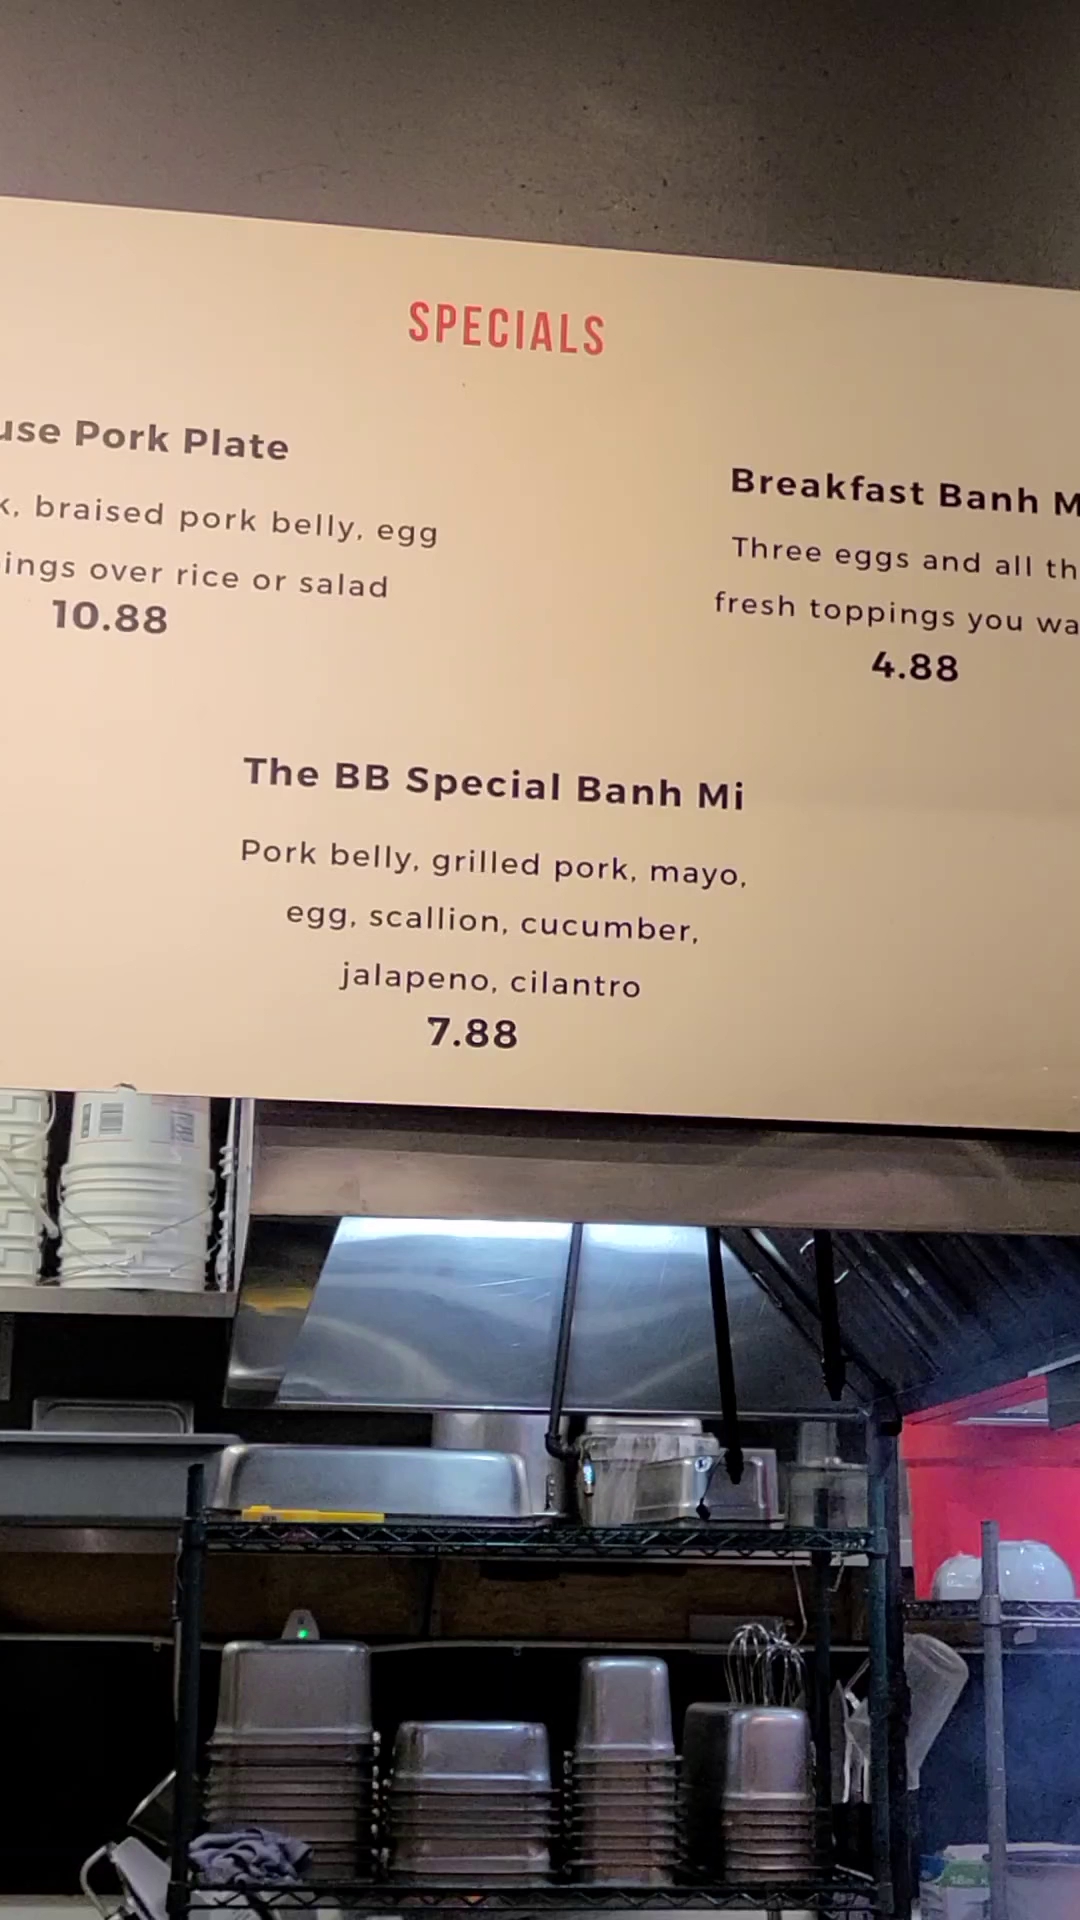 SPECIALS
use Pork Plate
braised pork belly, egg
ings over rice or salad
10.88
Breakfast Banh M
Three eggs and all th
fresh toppings you wa
4.88
The BB Special Banh Mi
Pork belly, grilled pork, mayo,
egg, scallion, cucumber,
jalapeno, cilantro
7.88